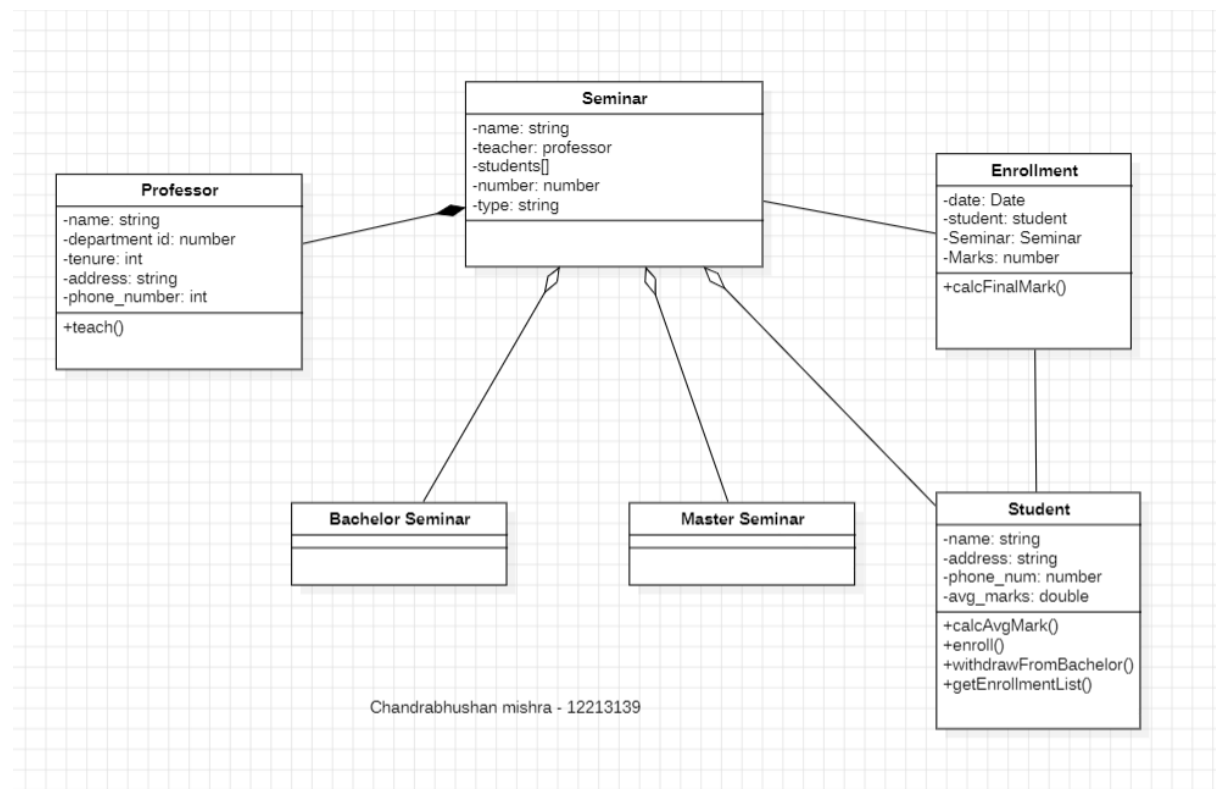 Seminar
-name: string
-teacher: professor
-students[]
-number: number
-type: string
Professor
-name: string
-department id: number
-tenure: int
-address: string
-phone_number: int
+teach()
Enrollment
-date: Date
-student: student
-Seminar: Seminar
-Marks: number
+calcFinalMark()
Bachelor Seminar
Master Seminar
Student
-name: string
-address: string
-phone_num: number
-avg_marks: double
+calcAvgMark()
+enroll()
+withdrawFromBachelor()
+getEnrollmentList()
Chandrabhushan mishra - 12213139